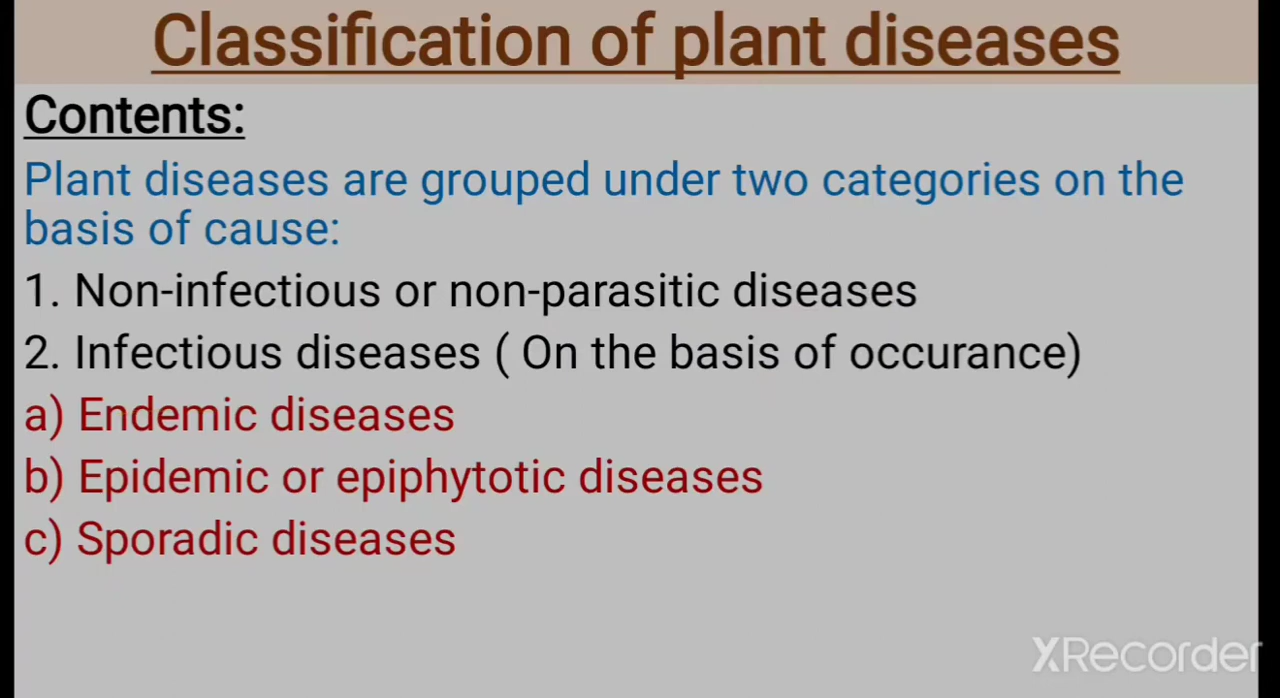 Classification of plant diseases
Contents:
Plant diseases are grouped under two categories on the
basis of cause:
1. Non-infectious or non-parasitic diseases
2. Infectious diseases ( On the basis of occurance)
a) Endemic diseases
b) Epidemic or epiphytotic diseases
c) Sporadic diseases
XRecorder